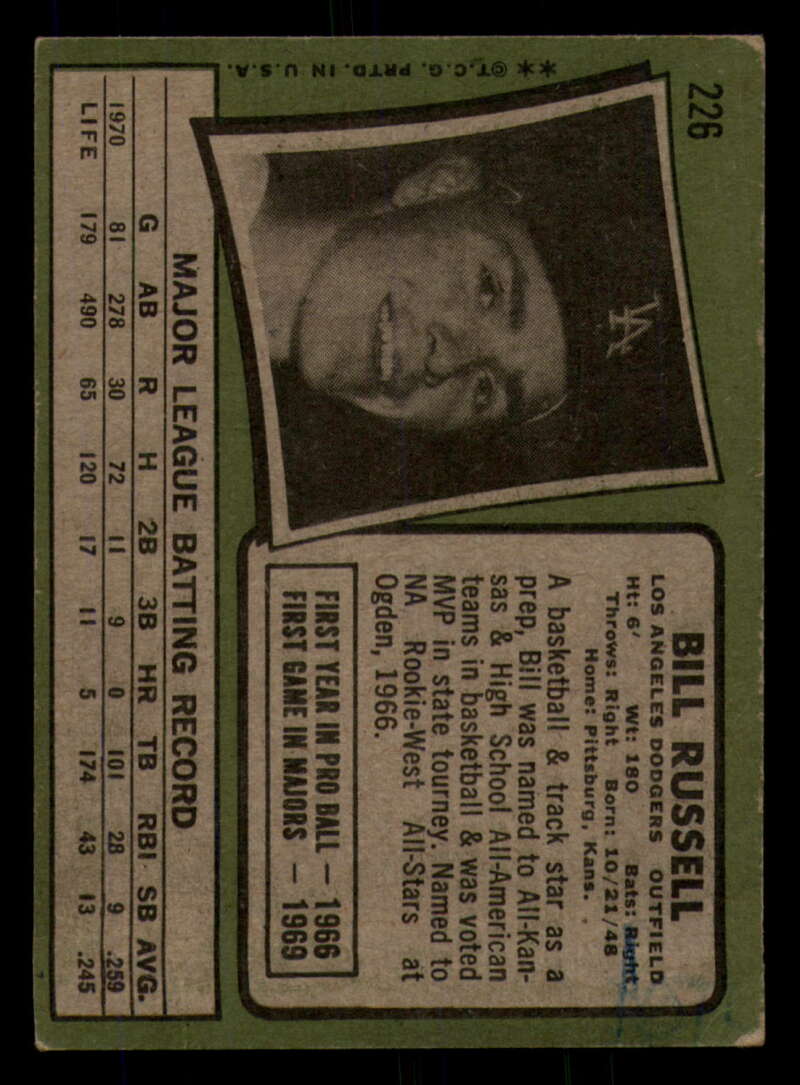 226
LA
BILL RUSSELL
LOS ANGELES DODGERS OUTFIELD
Ht: 6' Wt: 180 Bats: Right
Throws: Right Born: 10/21/48
Home: Pittsburg, Kans.
A basketball & track star as a
prep, Bill was named to All-Kan-
sas & High School All-American
teams in basketball & was voted
MVP in state tourney. Named to
NA Rookie-West All-Stars at
Ogden, 1966.
FIRST YEAR IN PRO BALL — 1966
FIRST GAME IN MAJORS — 1969
MAJOR LEAGUE BATTING RECORD
G AB R H 2B 3B HR TB RBI SB AVG.
1970 81 278 30 72 11 9 0 101 28 9 .259
LIFE 179 490 65 120 17 11 5 174 43 13 .245
**©T.C.G. PRTD. IN U.S.A.